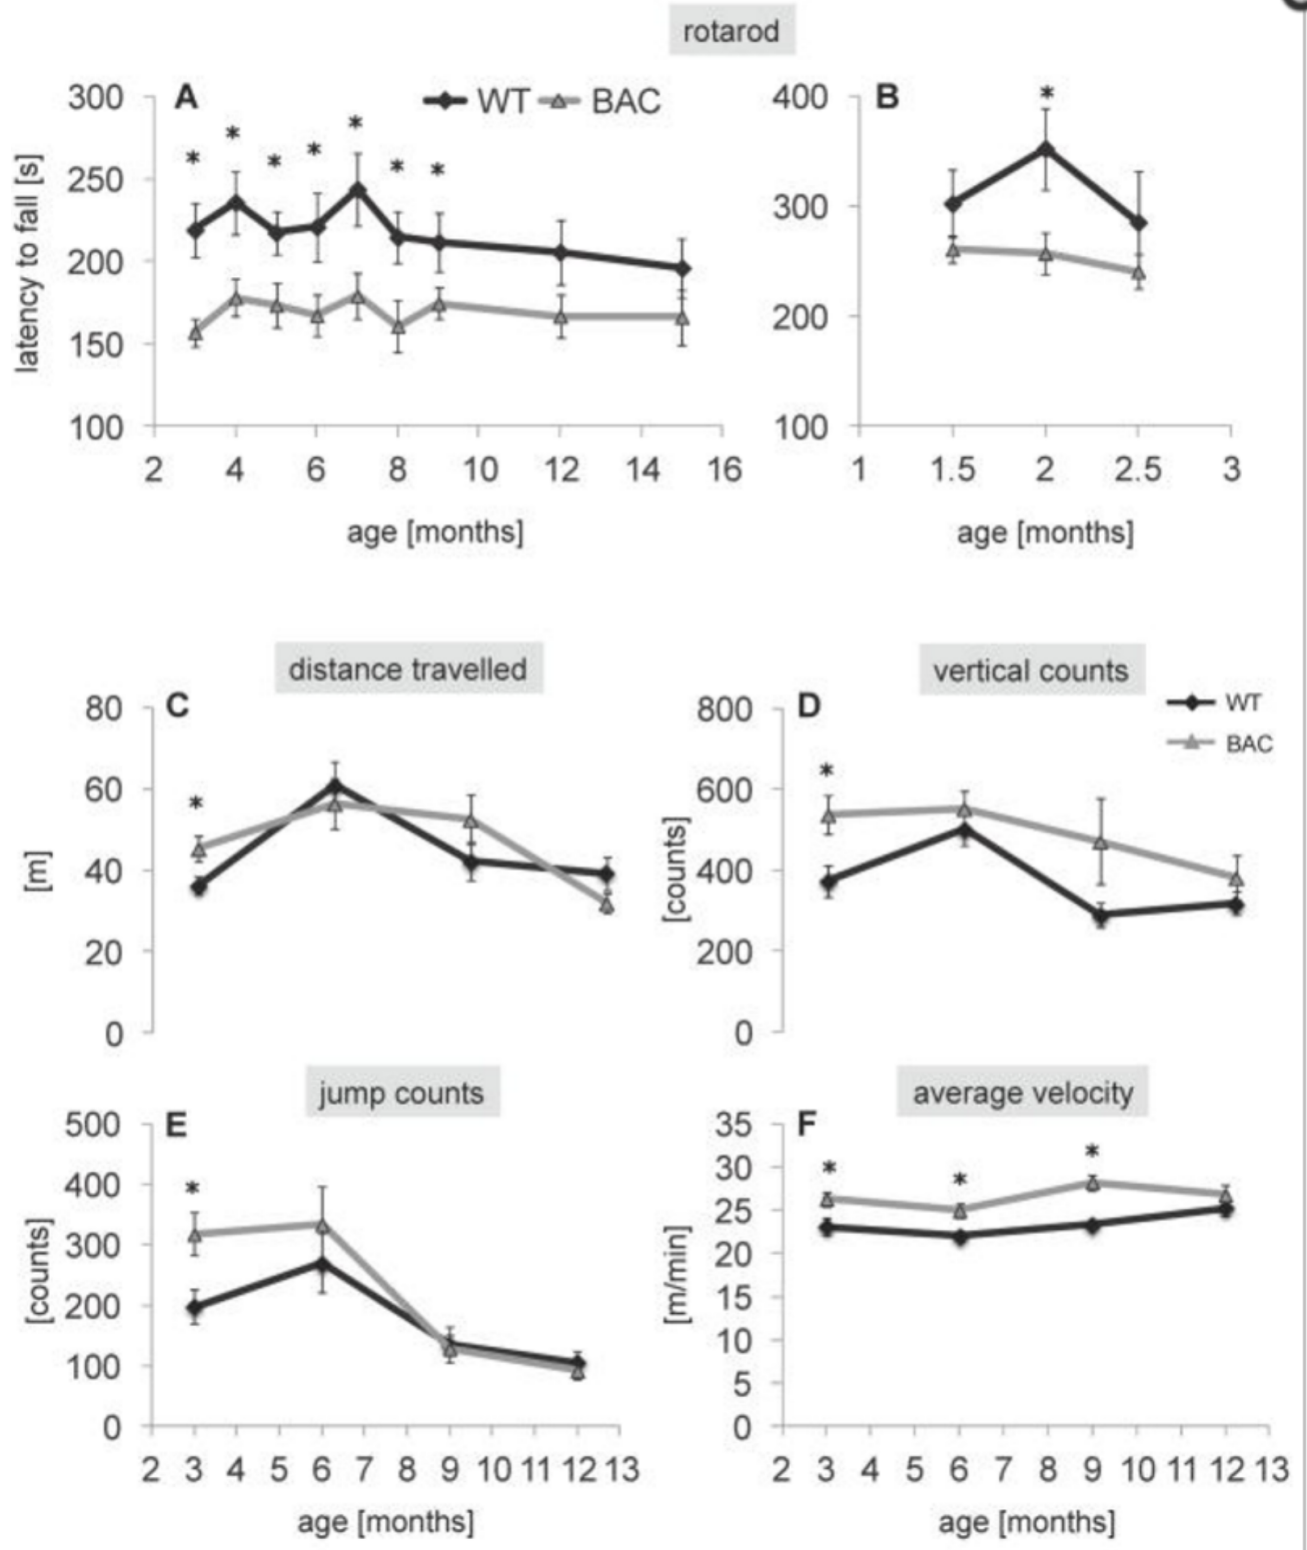 rotarod
A
WT BAC
B
latency to fall [s]
300
250
200
150
100
2 4 6 8 10 12 14 16
age [months]
* * * * * * *
400
300
200
100
1 1.5 2 2.5 3
age [months]
*
distance travelled
C
[m]
80
60
40
20
0
*
vertical counts
D
WT
BAC
[counts]
800
600
400
200
0
*
jump counts
E
[counts]
500
400
300
200
100
0
2 3 4 5 6 7 8 9 10 11 12 13
age [months]
*
average velocity
F
[m/min]
35
30
25
20
15
10
5
0
2 3 4 5 6 7 8 9 10 11 12 13
age [months]
* * *